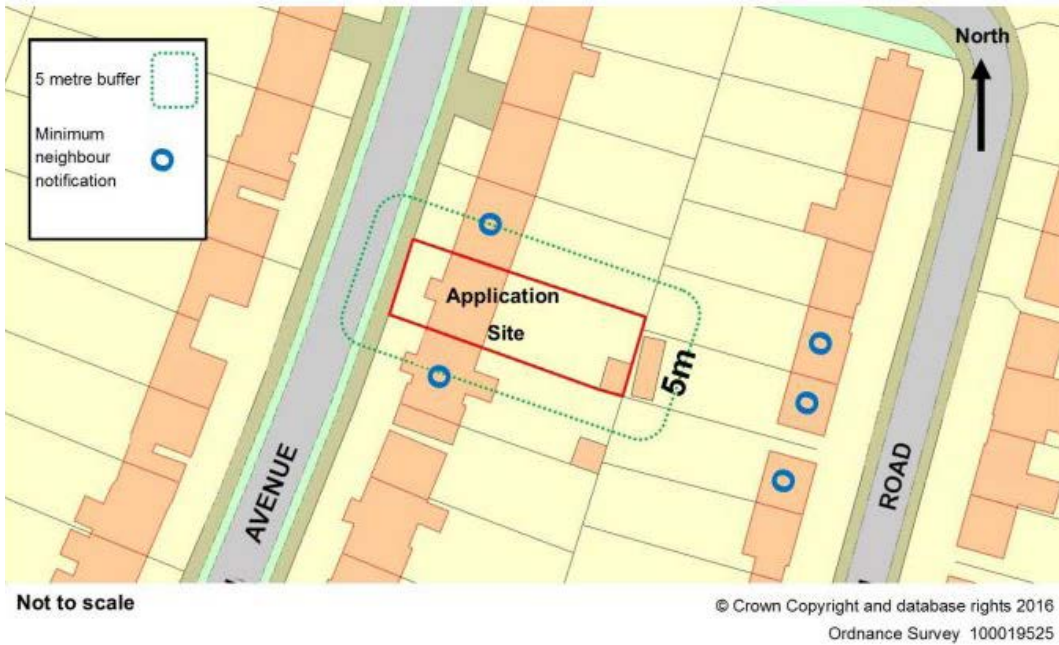 5 metre buffer
Minimum
neighbour
notification
North
Application
Site
5m
AVENUE
ROAD
Not to scale
© Crown Copyright and database rights 2016
Ordnance Survey 100019525